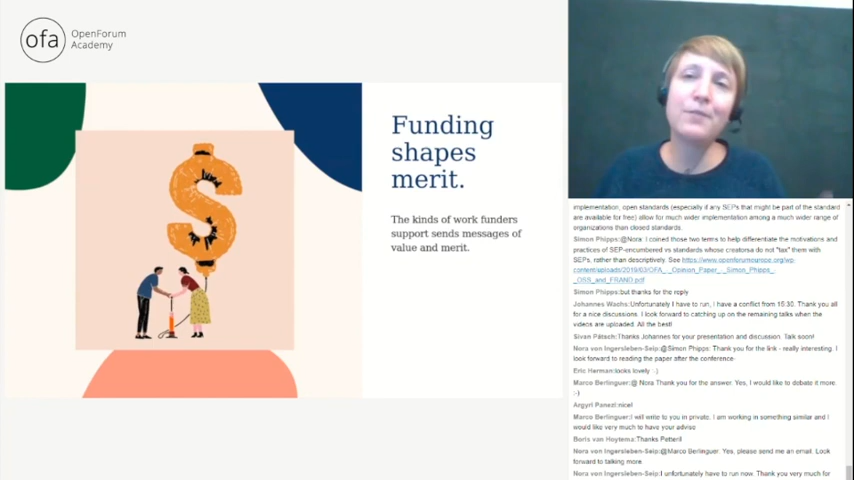 ofa
OpenForum
Academy
Funding
shapes
merit.
The kinds of work funders
support sends messages of
value and merit.
implementation, open standards (especially if any SEPs that might be part of the standard
are available for free) allow for much wider implementation among a much wider range of
organizations than closed standards.
Simon Phipps:@Nora: I coined those two terms to help differentiate the motivations and
practices of SEP-encumbered vs standards whose creatorsa do not "tax" them with
SEPs, rather than descriptively. See https://www.openforumeurope.org/wp-
content/uploads/2019/03/OFA_-_Opinion_Paper_-_Simon_Phipps_-
_OSS_and_FRAND.pdf
Simon Phipps:but thanks for the reply
Johannes Wachs:Unfortunately I have to run, I have a conflict from 15:30. Thank you all
for a nice discussions. I look forward to catching up on the remaining talks when the
videos are uploaded. All the best!
Sivan Pätsch:Thanks Johannes for your presentation and discussion. Talk soon!
Nora von Ingersleben-Seip:@Simon Phipps: Thank you for the link - really interesting. I
look forward to reading the paper after the conference-
Eric Herman:looks lovely :-)
Marco Berlinguer:@ Nora Thank you for the answer. Yes, I would like to debate it more.
:-)
Argyri Panezi:nice!
Marco Berlinguer:I will write to you in private. I am working in something similar and I
would like very much to have your advise
Boris van Hoytema:Thanks Petteri!
Nora von Ingersleben-Seip:@Marco Berlinguer: Yes, please send me an email. Look
forward to talking more.
Nora von Ingersleben-Seip:I unfortunately have to run now. Thank you very much for